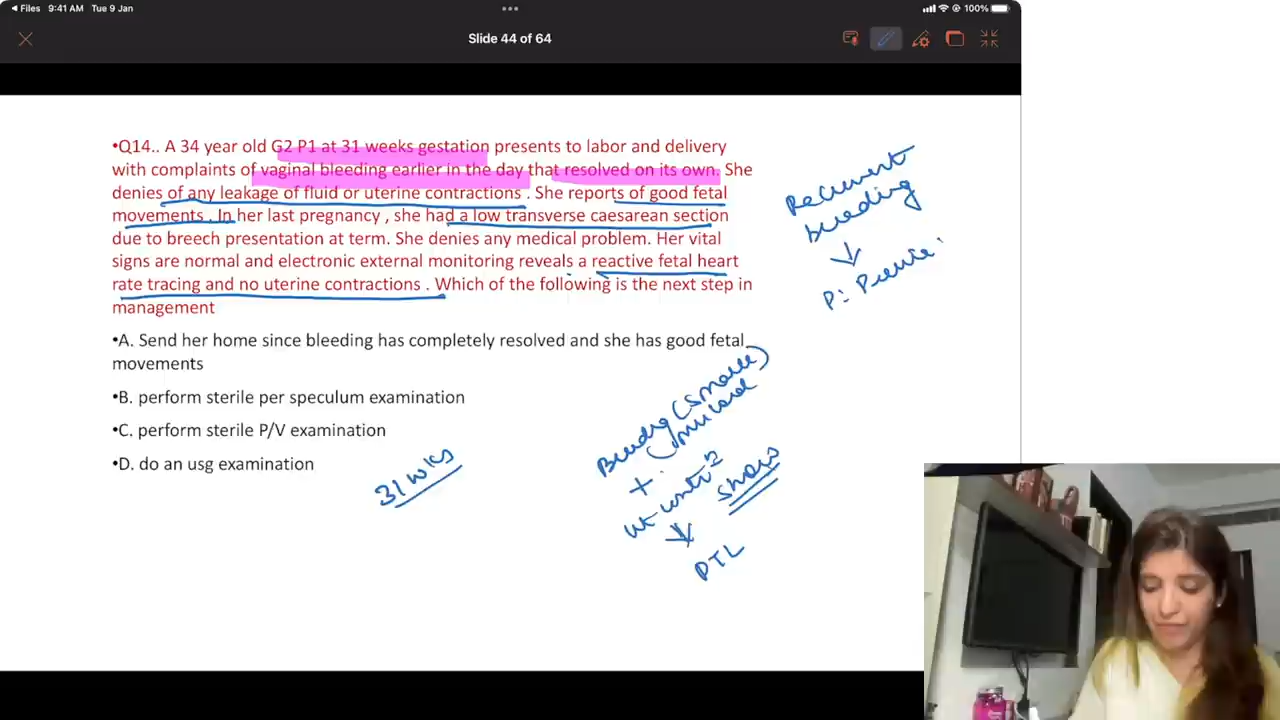 Files 9:41 AM Tue 9 Jan
100%
Slide 44 of 64
•Q14.. A 34 year old G2 P1 at 31 weeks gestation presents to labor and delivery
with complaints of vaginal bleeding earlier in the day that resolved on its own. She
denies of any leakage of fluid or uterine contractions . She reports of good fetal
movements . In her last pregnancy , she had a low transverse caesarean section
due to breech presentation at term. She denies any medical problem. Her vital
signs are normal and electronic external monitoring reveals a reactive fetal heart
rate tracing and no uterine contractions . Which of the following is the next step in
management
•A. Send her home since bleeding has completely resolved and she has good fetal
movements
•B. perform sterile per speculum examination
•C. perform sterile P/V examination
•D. do an usg examination
31 wks
Recurrent
bleeding
Bleeding (small)
+
Show
PTL